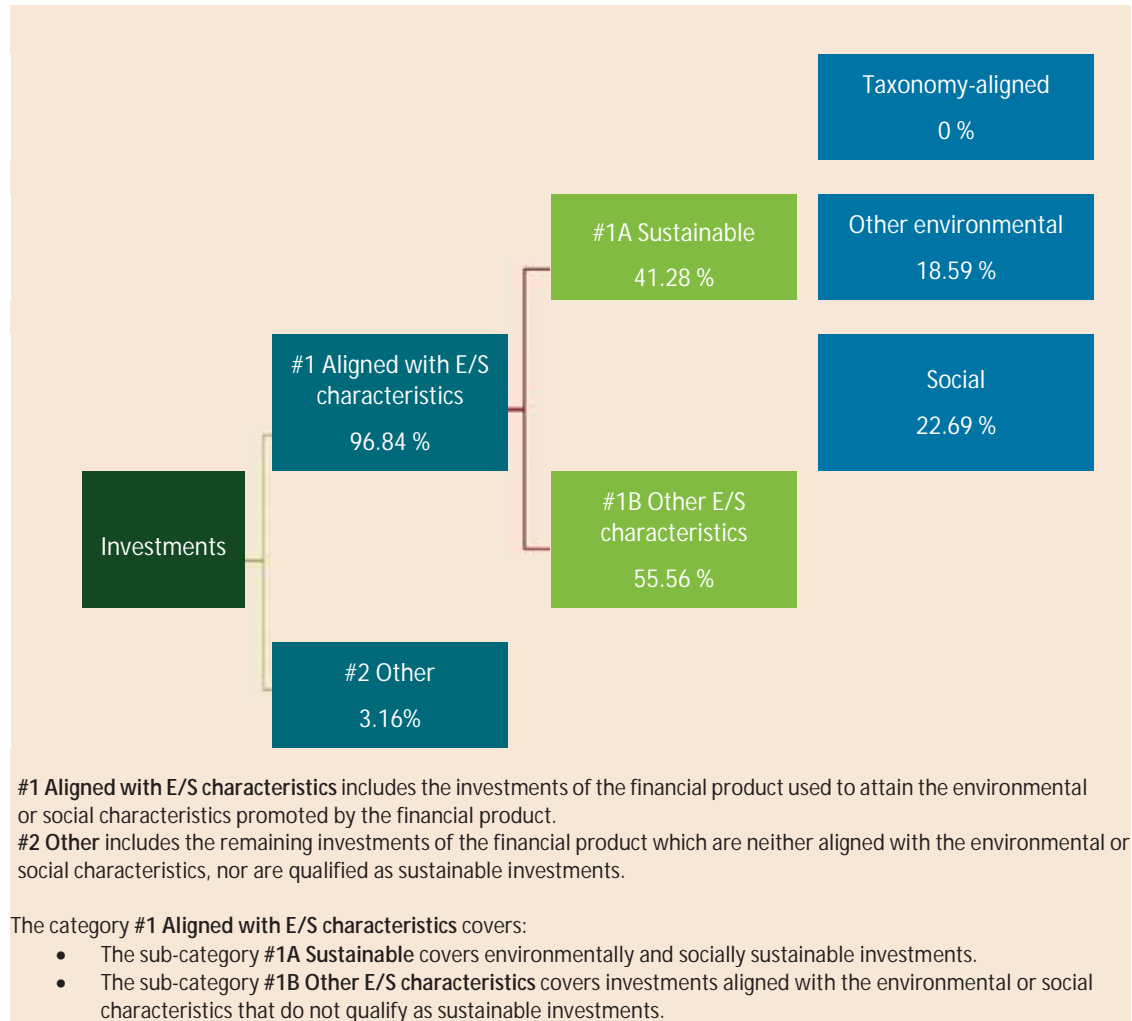 Taxonomy-aligned
0 %
#1A Sustainable
41.28 %
Other environmental
18.59 %
#1 Aligned with E/S
characteristics
96.84 %
Social
22.69 %
Investments
#1B Other E/S
characteristics
55.56 %
#2 Other
3.16%
#1 Aligned with E/S characteristics includes the investments of the financial product used to attain the environmental
or social characteristics promoted by the financial product.
#2 Other includes the remaining investments of the financial product which are neither aligned with the environmental or
social characteristics, nor are qualified as sustainable investments.
The category #1 Aligned with E/S characteristics covers:
• The sub-category #1A Sustainable covers environmentally and socially sustainable investments.
• The sub-category #1B Other E/S characteristics covers investments aligned with the environmental or social
characteristics that do not qualify as sustainable investments.